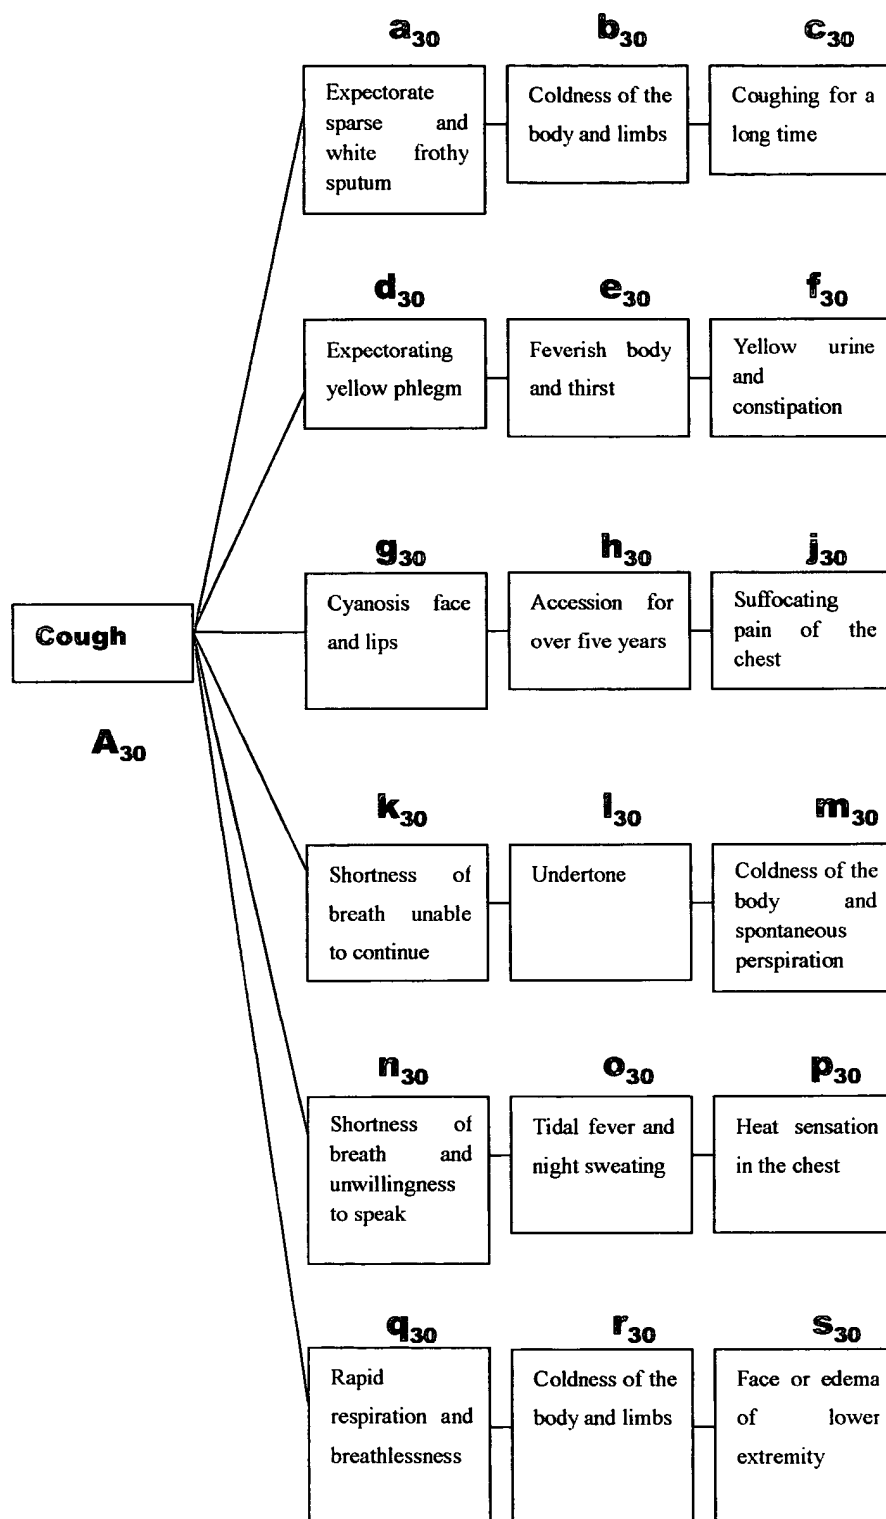 a30 b30 c30
Expectorate
sparse and
white frothy
sputum
Coldness of the
body and limbs
Coughing for a
long time
d30 e30 f30
Expectorating
yellow phlegm
Feverish body
and thirst
Yellow urine
and
constipation
g30 h30 j30
Cyanosis face
and lips
Accession for
over five years
Suffocating
pain of the
chest
Cough
A30
k30 l30 m30
Shortness of
breath unable
to continue
Undertone
Coldness of the
body and
spontaneous
perspiration
n30 o30 p30
Shortness of
breath and
unwillingness
to speak
Tidal fever and
night sweating
Heat sensation
in the chest
q30 r30 s30
Rapid
respiration and
breathlessness
Coldness of the
body and limbs
Face or edema
of lower
extremity